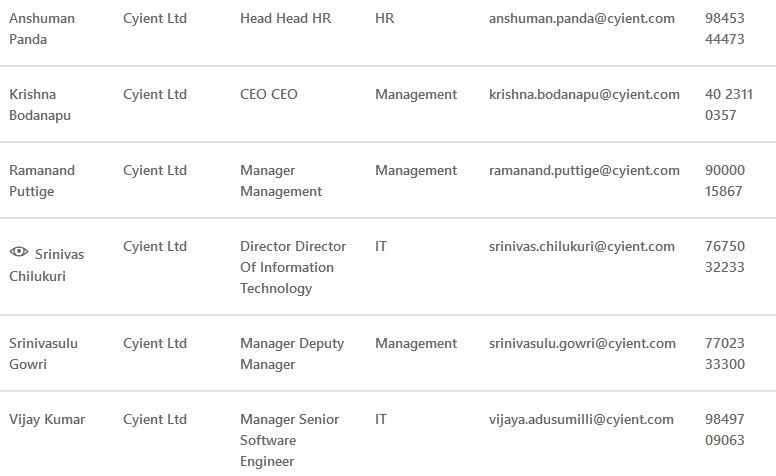 Anshuman Panda Cyient Ltd Head Head HR HR anshuman.panda@cyient.com 98453 44473
Krishna Bodanapu Cyient Ltd CEO CEO Management krishna.bodanapu@cyient.com 40 2311 0357
Ramanand Puttige Cyient Ltd Manager Management Management ramanand.puttige@cyient.com 90000 15867
Srinivas Chilukuri Cyient Ltd Director Director Of Information Technology IT srinivas.chilukuri@cyient.com 76750 32233
Srinivasulu Gowri Cyient Ltd Manager Deputy Manager Management srinivasulu.gowri@cyient.com 77023 33300
Vijay Kumar Cyient Ltd Manager Senior Software Engineer IT vijaya.adusumilli@cyient.com 98497 09063